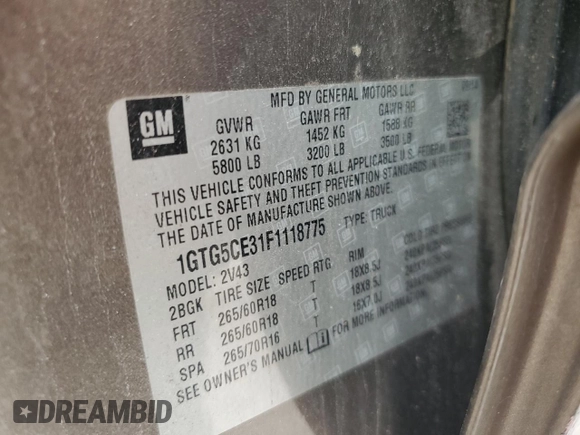 GM
MFD BY GENERAL MOTORS LLC
GVWR GAWR FRT GAWR RR
2631 KG 1452 KG 1588 KG
5800 LB 3200 LB 3500 LB
THIS VEHICLE CONFORMS TO ALL APPLICABLE U.S. FEDERAL
VEHICLE SAFETY AND THEFT PREVENTION STANDARDS IN EFFECT ON
THE DATE OF MANUFACTURE SHOWN ABOVE.
1GTG5CE31F1118775 TYPE: TRUCK
MODEL: 2V43
2BGK TIRE SIZE SPEED RTG RIM COLD TIRE
FRT 265/60R18 T 18X8.5J
RR 265/60R18 T 18X8.5J
SPA 265/70R16 T 16X7.0J
SEE OWNER'S MANUAL FOR MORE INFORMATION
DREAMBID